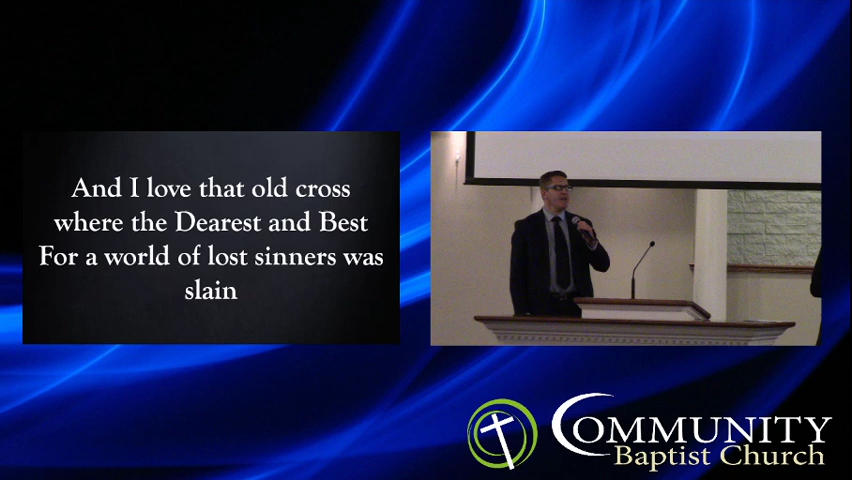 And I love that old cross
where the Dearest and Best
For a world of lost sinners was
slain
COMMUNITY
Baptist Church